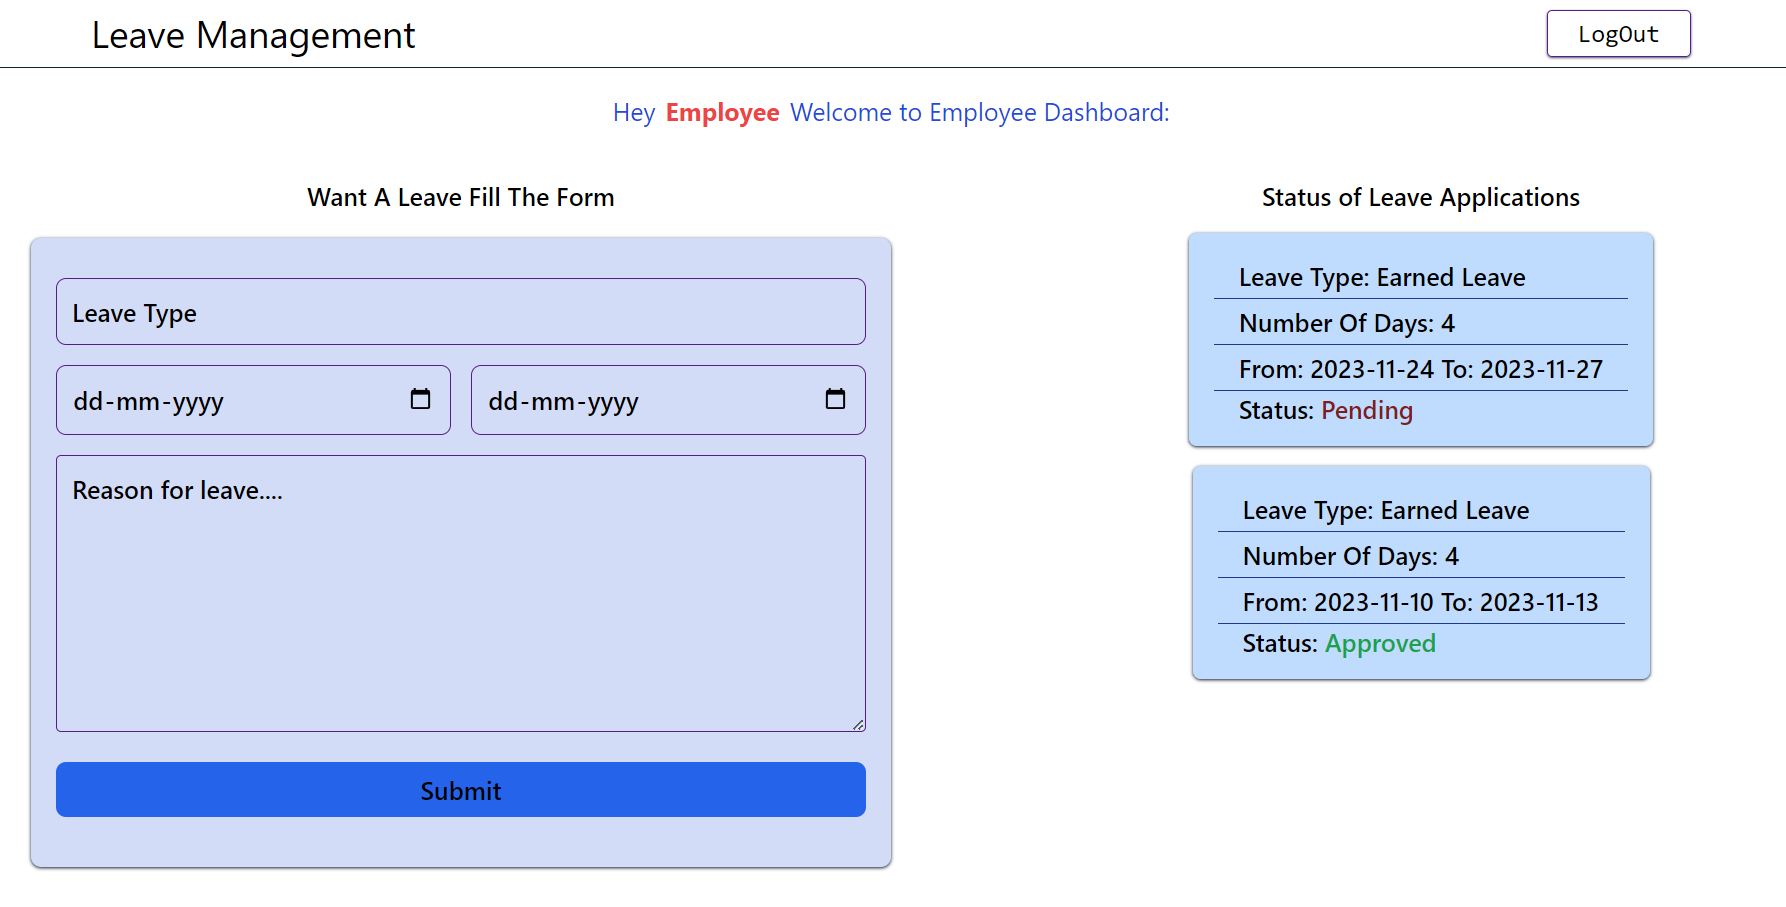 Leave Management
LogOut
Hey Employee Welcome to Employee Dashboard:
Want A Leave Fill The Form
Leave Type
dd-mm-yyyy
dd-mm-yyyy
Reason for leave....
Submit
Status of Leave Applications
Leave Type: Earned Leave
Number Of Days: 4
From: 2023-11-24 To: 2023-11-27
Status: Pending
Leave Type: Earned Leave
Number Of Days: 4
From: 2023-11-10 To: 2023-11-13
Status: Approved